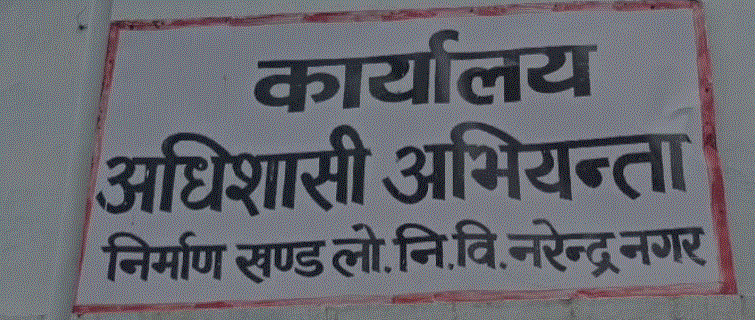 कार्यालय
अधिशासी अभियन्ता
निर्माण खण्ड लो.नि.वि.नरेन्द्र नगर